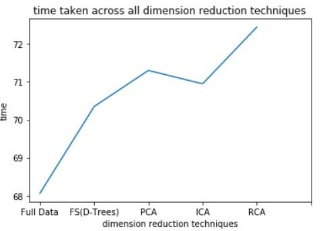 time taken across all dimension reduction techniques
72
71
70
69
68
time
Full Data FS(D-Trees) PCA ICA RCA
dimension reduction techniques